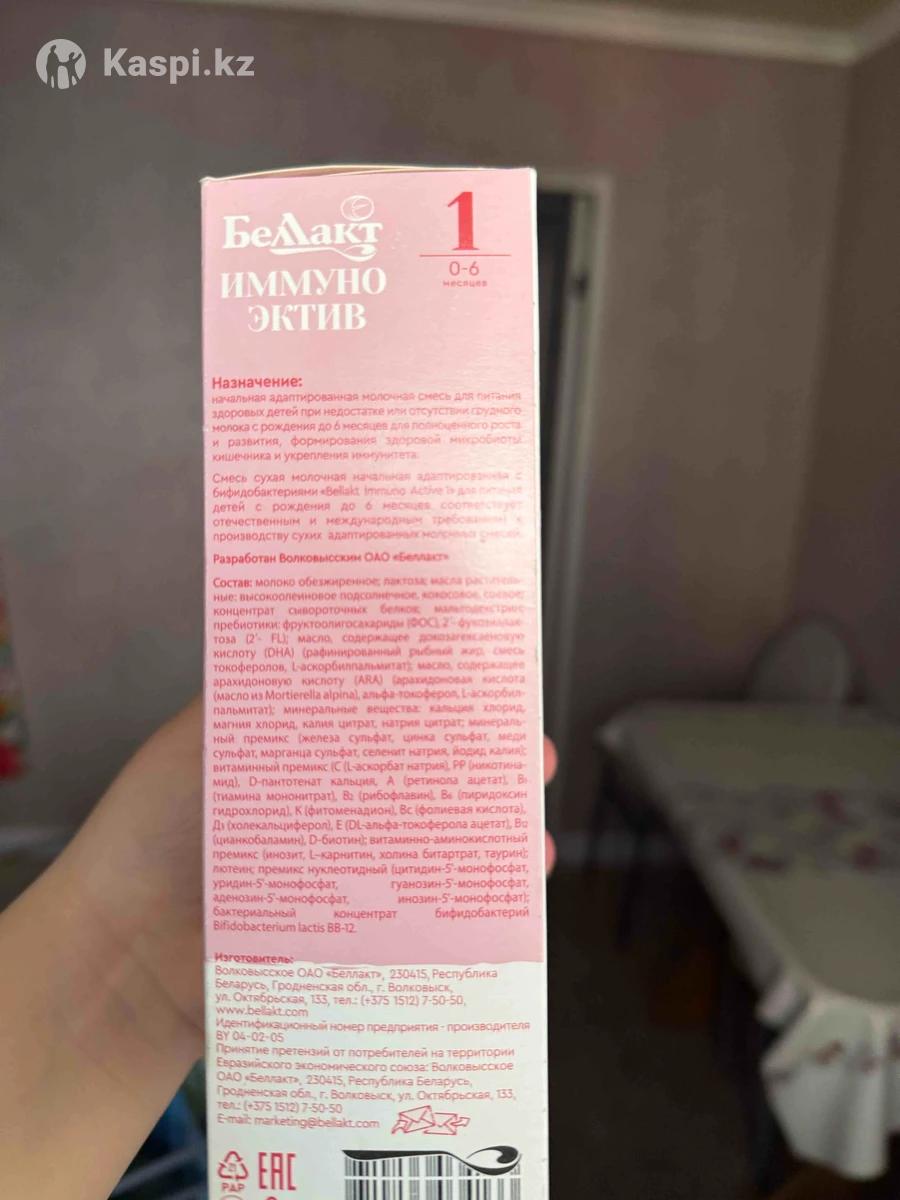 Kaspi.kz
Беллакт
ИММУНО
ЭКТИВ
1
0-6
месяцев
Назначение:
начальная адаптированная молочная смесь для питания
здоровых детей при недостатке или отсутствии грудного
молока с рождения до 6 месяцев для полноценного роста
и развития, формирования здоровой микробиоты
кишечника и укрепления иммунитета.
Смесь сухая молочная начальная адаптированная с
бифидобактериями «Bellakt Immuno Active 1» для питания
детей с рождения до 6 месяцев соответствует
отечественным и международным требованиям к
производству сухих адаптированных молочных смесей.
Разработан Волковысским ОАО «Беллакт»
Состав: молоко обезжиренное; лактоза; масла раститель-
ные: высокоолеиновое подсолнечное, кокосовое, соевое;
концентрат сывороточных белков; мальтодекстрин;
пребиотики: фруктоолигосахариды (ФОС), 2'- фукозиллак-
тоза (2'- FL); масло, содержащее докозагексаеновую
кислоту (DHA) (рафинированный рыбный жир, смесь
токоферолов, L-аскорбилпальмитат); масло, содержащее
арахидоновую кислоту (ARA) (арахидоновая кислота
(масло из Mortierella alpina), альфа-токоферол, L-аскорбил-
пальмитат); минеральные вещества: кальция хлорид,
магния хлорид, калия цитрат, натрия цитрат; минераль-
ный премикс (железа сульфат, цинка сульфат, меди
сульфат, марганца сульфат, селенит натрия, йодид калия);
витаминный премикс (С (L-аскорбат натрия), РР (никотина-
мид), D-пантотенат кальция, А (ретинола ацетат), В₁
(тиамина мононитрат), В₂ (рибофлавин), В₆ (пиридоксин
гидрохлорид), К (фитоменадион), Вс (фолиевая кислота),
Д₃ (холекальциферол), Е (DL-альфа-токоферола ацетат), В₁₂
(цианкобаламин), D-биотин); витаминно-аминокислотный
премикс (инозит, L-карнитин, холина битартрат, таурин);
лютеин; премикс нуклеотидный (цитидин-5'-монофосфат,
уридин-5'-монофосфат, гуанозин-5'-монофосфат,
аденозин-5'-монофосфат, инозин-5'-монофосфат);
бактериальный концентрат бифидобактерий
Bifidobacterium lactis BB-12.
Изготовитель:
Волковысское ОАО «Беллакт», 230415, Республика
Беларусь, Гродненская обл., г. Волковыск,
ул. Октябрьская, 133, тел.: (+375 1512) 7-50-50,
www.bellakt.com
Идентификационный номер предприятия - производителя
BY 04-02-05
Принятие претензий от потребителей на территории
Евразийского экономического союза: Волковысское
ОАО «Беллакт», 230415, Республика Беларусь,
Гродненская обл., г. Волковыск, ул. Октябрьская, 133,
тел.: (+375 1512) 7-50-50
E-mail: marketing@bellakt.com
21
PAP
EAC